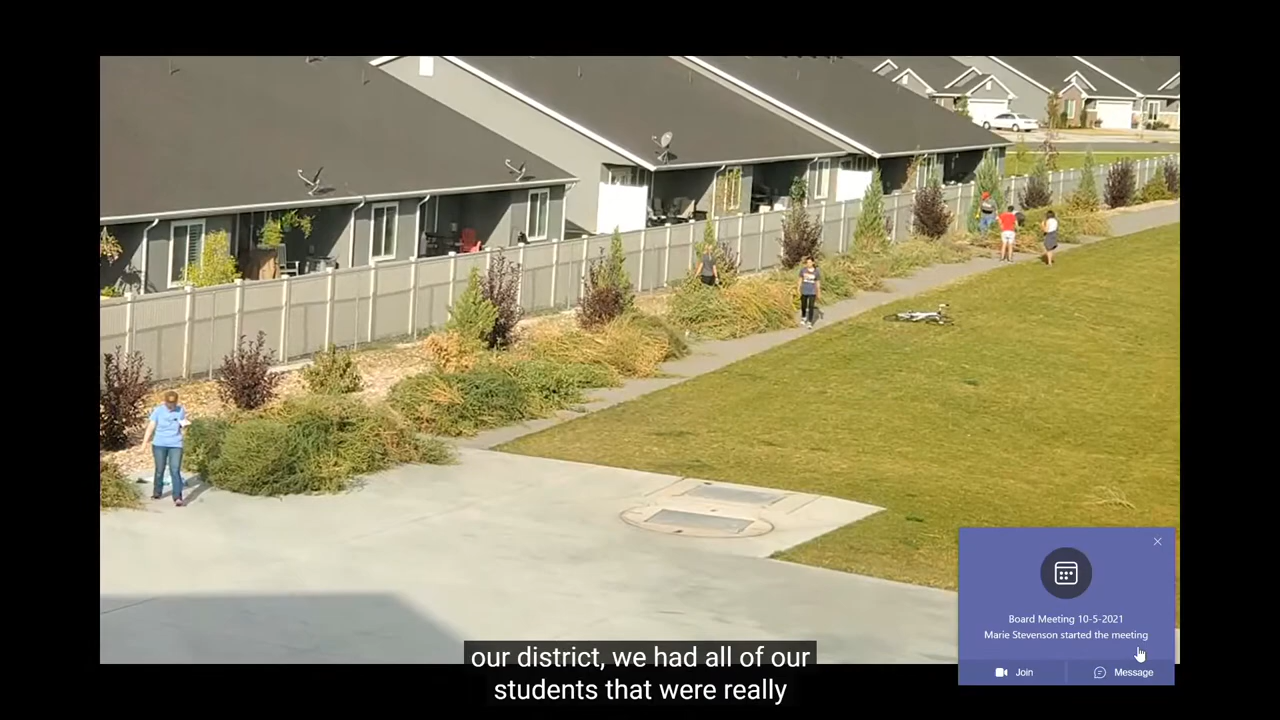 Board Meeting 10-5-2021
Marie Stevenson started the meeting
Join
Message
our district, we had all of our
students that were really